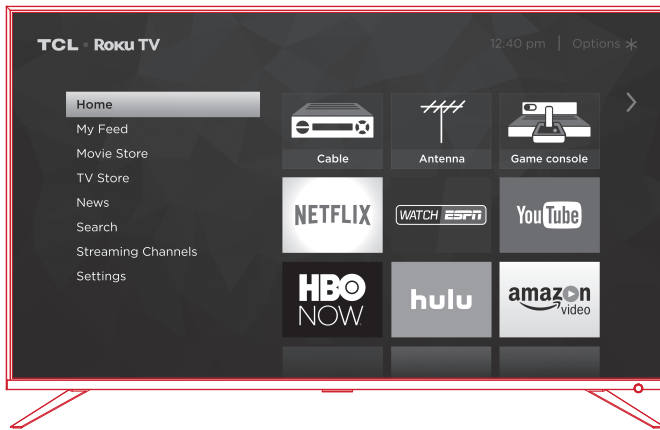 TCL Roku TV
12:40 pm | Options
Home
My Feed
Movie Store
TV Store
News
Search
Streaming Channels
Settings
Cable
Antenna
Game console
NETFLIX
WATCH ESPN
YouTube
HBO
NOW
hulu
amazon
video